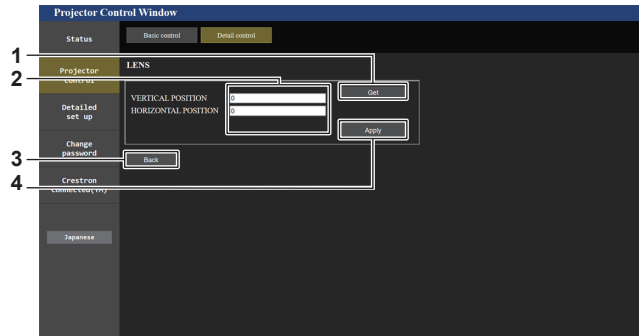 Projector Control Window
Status
Basic control
Detail control
1
2
Projector
control
LENS
Get
VERTICAL POSITION
0
HORIZONTAL POSITION
0
Detailed
set up
Apply
Change
password
3
Back
4
Crestron
Connected(TM)
Japanese